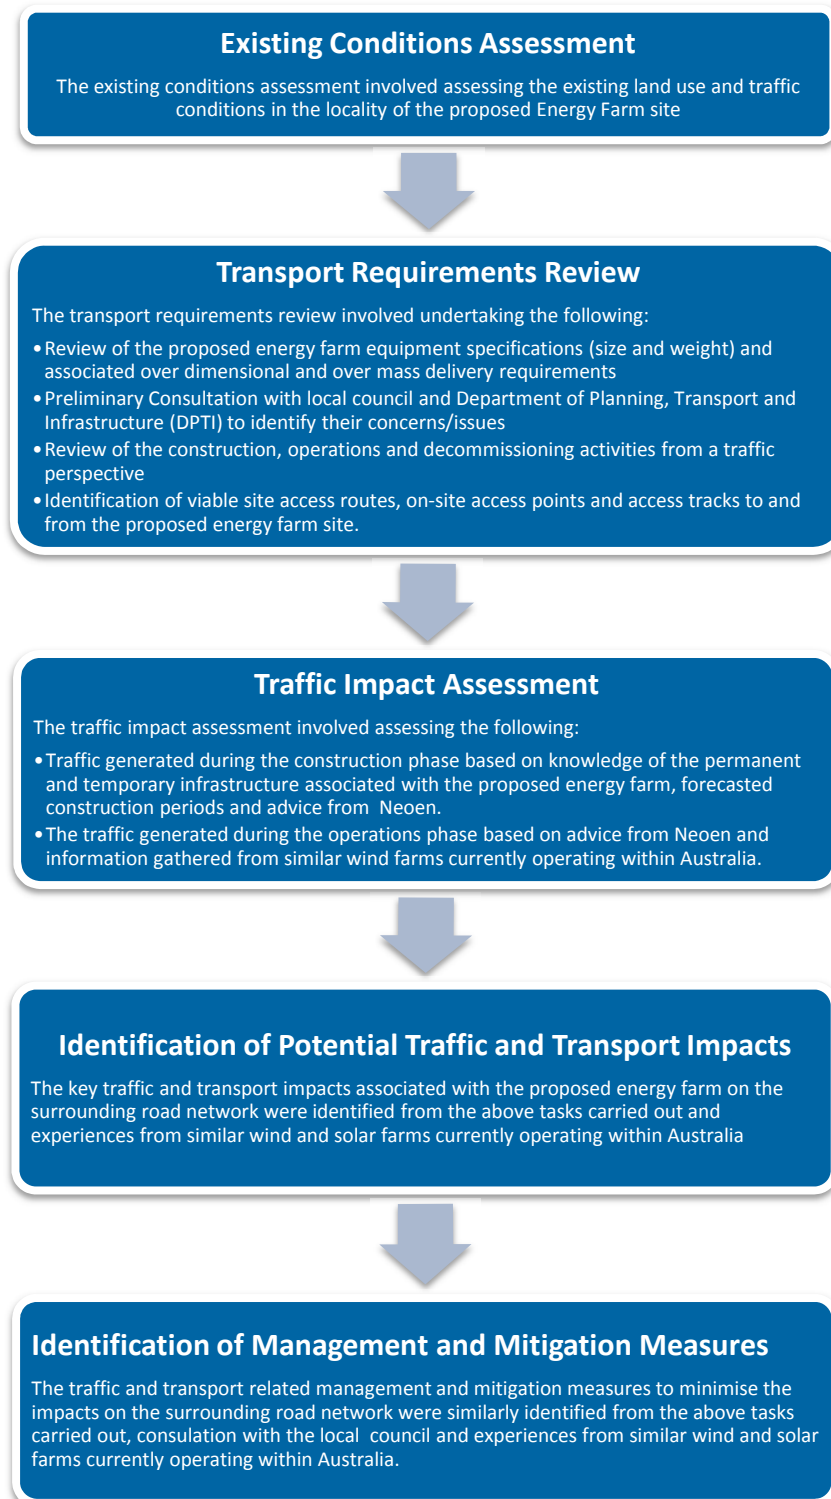 Existing Conditions Assessment
The existing conditions assessment involved assessing the existing land use and traffic
conditions in the locality of the proposed Energy Farm site
Transport Requirements Review
The transport requirements review involved undertaking the following:
•Review of the proposed energy farm equipment specifications (size and weight) and
associated over dimensional and over mass delivery requirements
•Preliminary Consultation with local council and Department of Planning, Transport and
Infrastructure (DPTI) to identify their concerns/issues
•Review of the construction, operations and decommissioning activities from a traffic
perspective
•Identification of viable site access routes, on-site access points and access tracks to and
from the proposed energy farm site.
Traffic Impact Assessment
The traffic impact assessment involved assessing the following:
•Traffic generated during the construction phase based on knowledge of the permanent
and temporary infrastructure associated with the proposed energy farm, forecasted
construction periods and advice from  Neoen.
•The traffic generated during the operations phase based on advice from Neoen and
information gathered from similar wind farms currently operating within Australia.
Identification of Potential Traffic and Transport Impacts
The key traffic and transport impacts associated with the proposed energy farm on the
surrounding road network were identified from the above tasks carried out and
experiences from similar wind and solar farms currently operating within Australia
Identification of Management and Mitigation Measures
The traffic and transport related management and mitigation measures to minimise the
impacts on the surrounding road network were similarly identified from the above tasks
carried out, consulation with the local  council and experiences from similar wind and solar
farms currently operating within Australia.